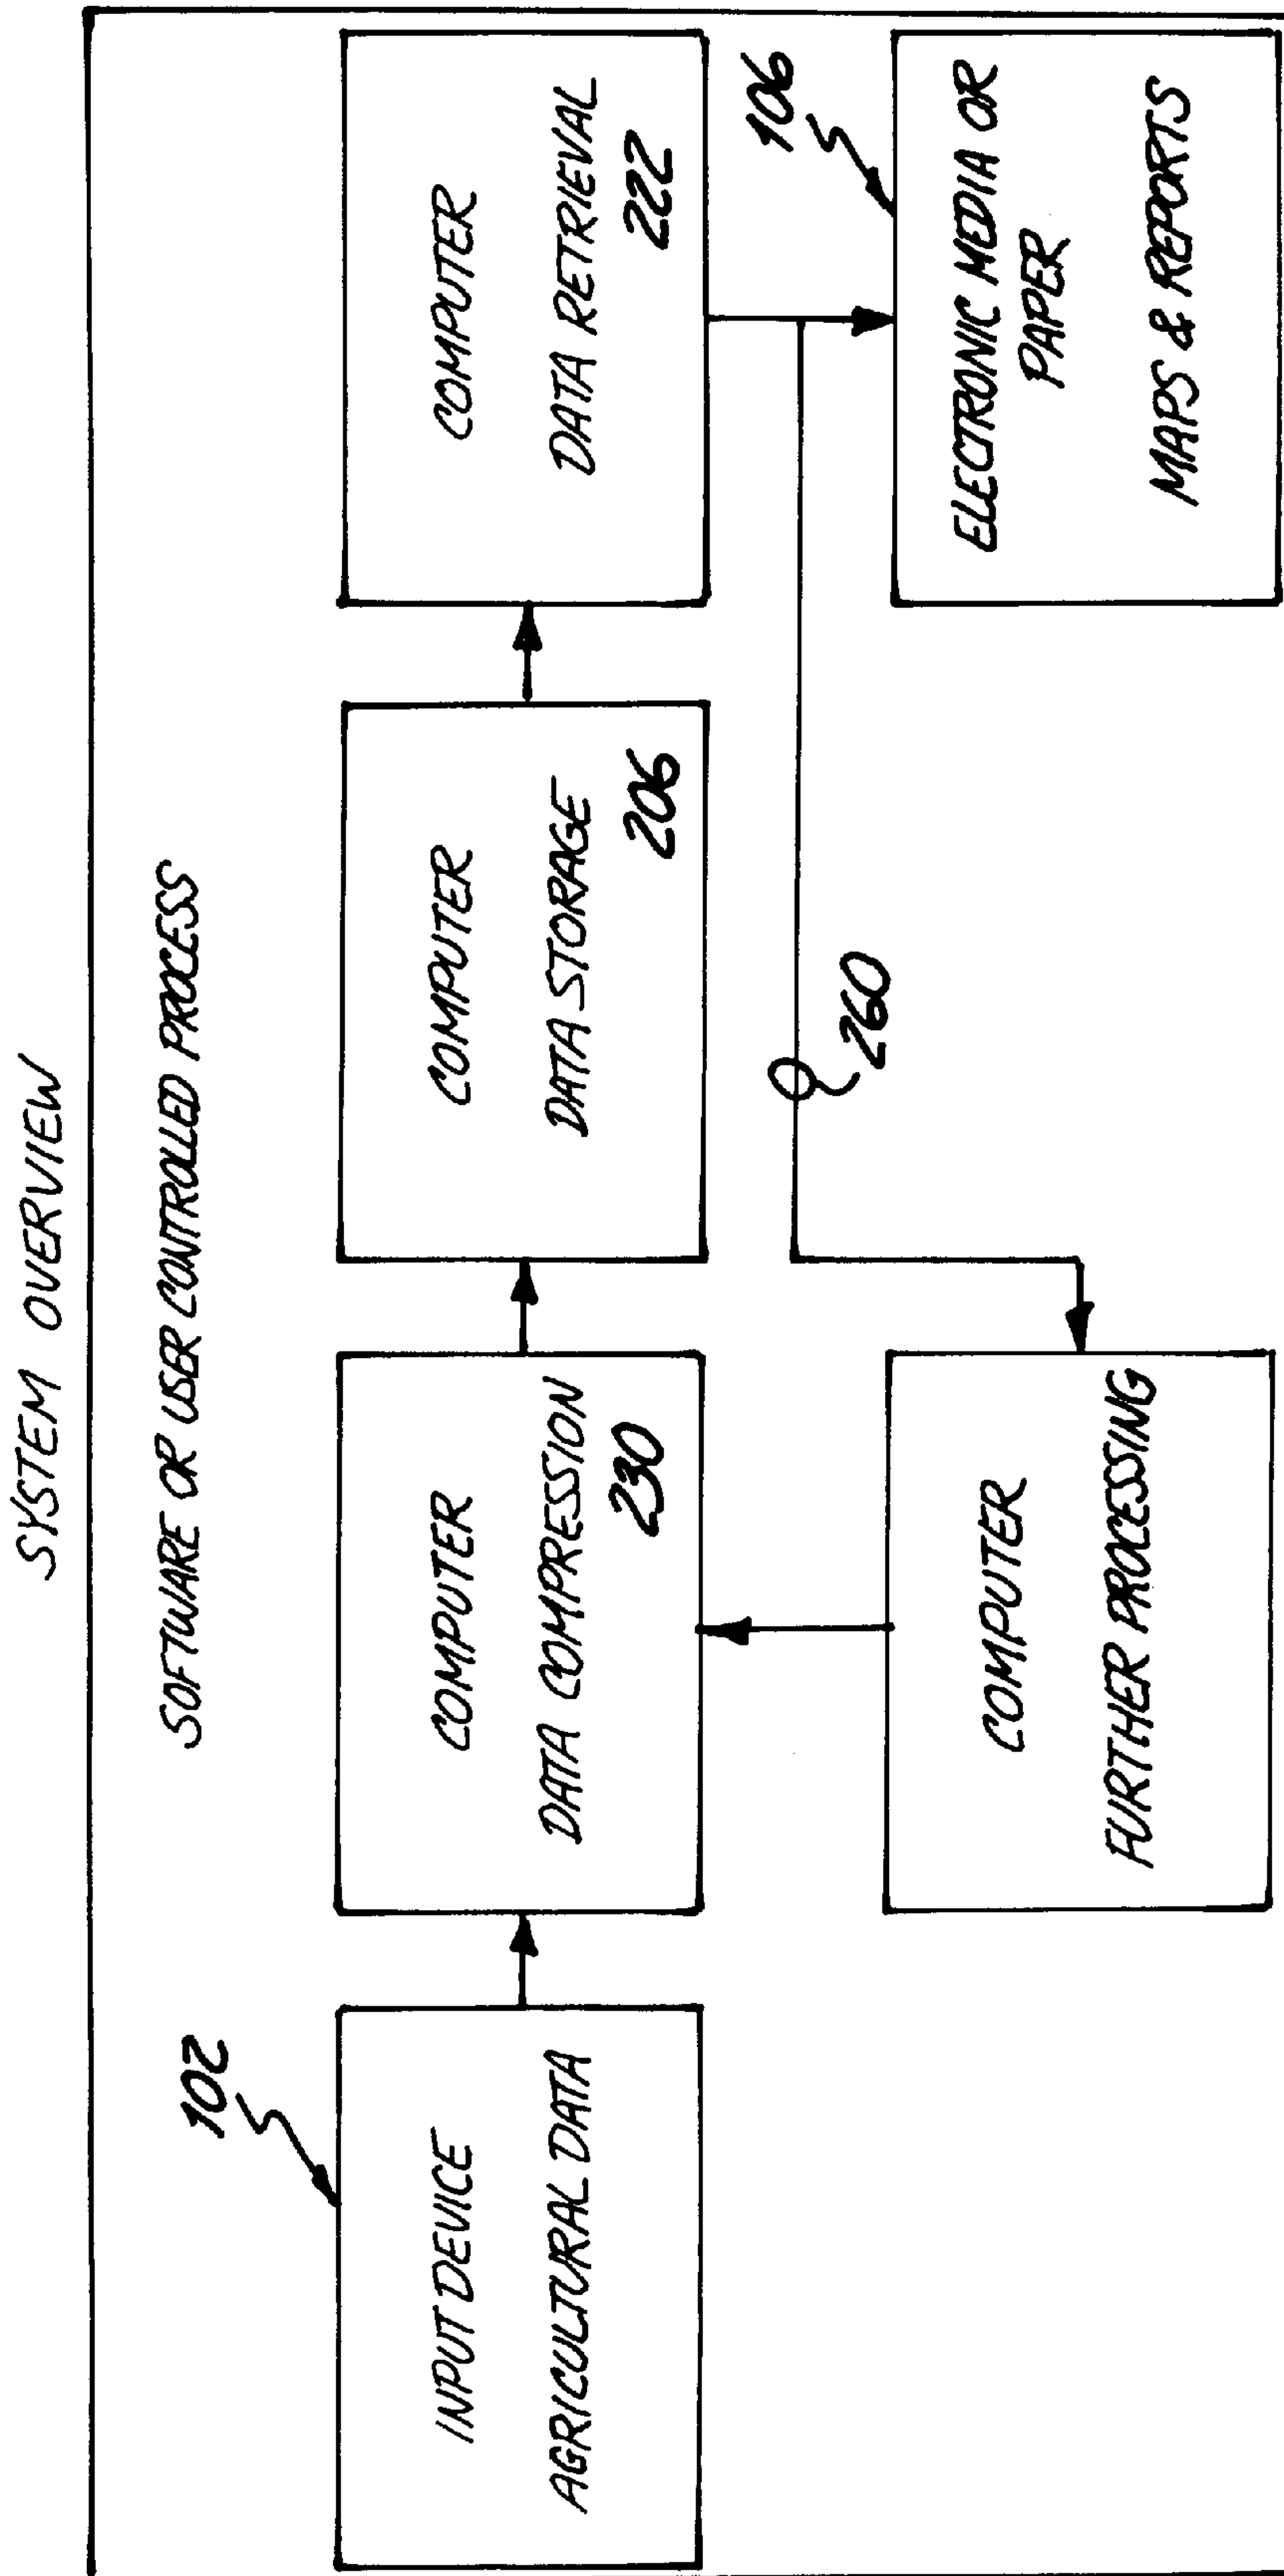 SYSTEM OVERVIEW
SOFTWARE OR USER CONTROLLED PROCESS
102
INPUT DEVICE
AGRICULTURAL DATA
COMPUTER
DATA COMPRESSION
230
COMPUTER
DATA STORAGE
206
COMPUTER
DATA RETRIEVAL
222
260
106
COMPUTER
FURTHER PROCESSING
ELECTRONIC MEDIA OR
PAPER
MAPS & REPORTS